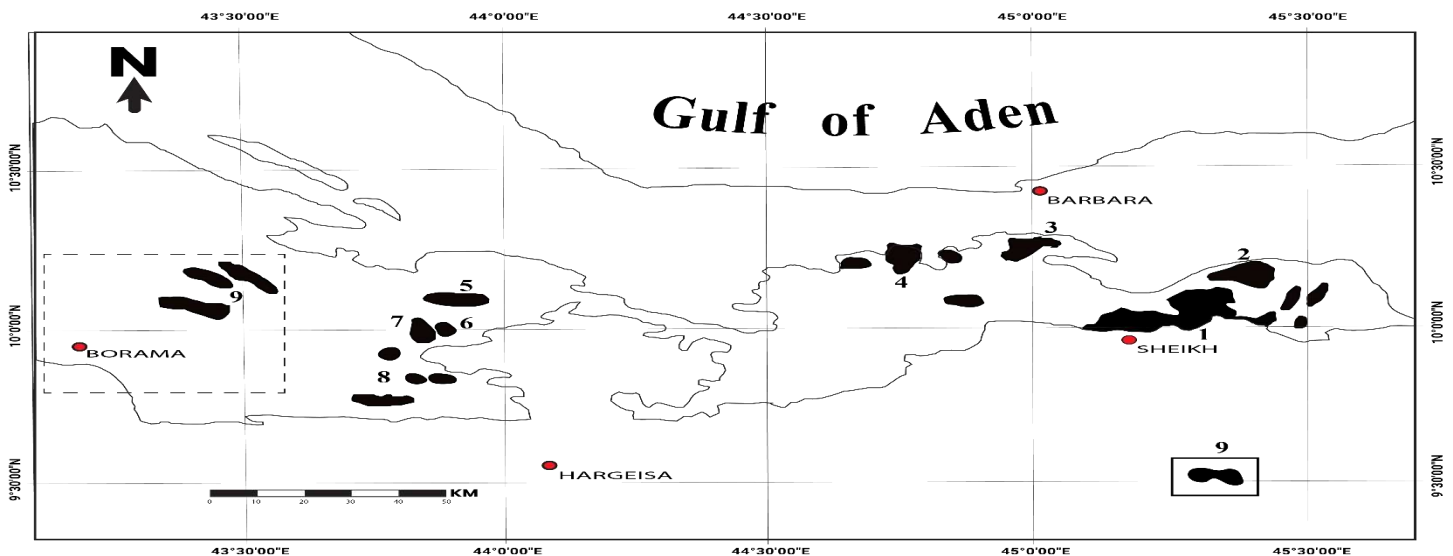 43°30'00"E 44°0'00"E 44°30'00"E 45°0'00"E 45°30'00"E
N
Gulf of Aden
10°30'00"N 10°30'00"N
BARBARA
3
2
9
5
4
7 6
10°0'00"N 10°0'00"N
1
BORAMA
SHEIKH
8
9
HARGEISA
9°30'00"N 9°30'00"N
KM
0 10 20 30 40 50
43°30'00"E 44°0'00"E 44°30'00"E 45°0'00"E 45°30'00"E